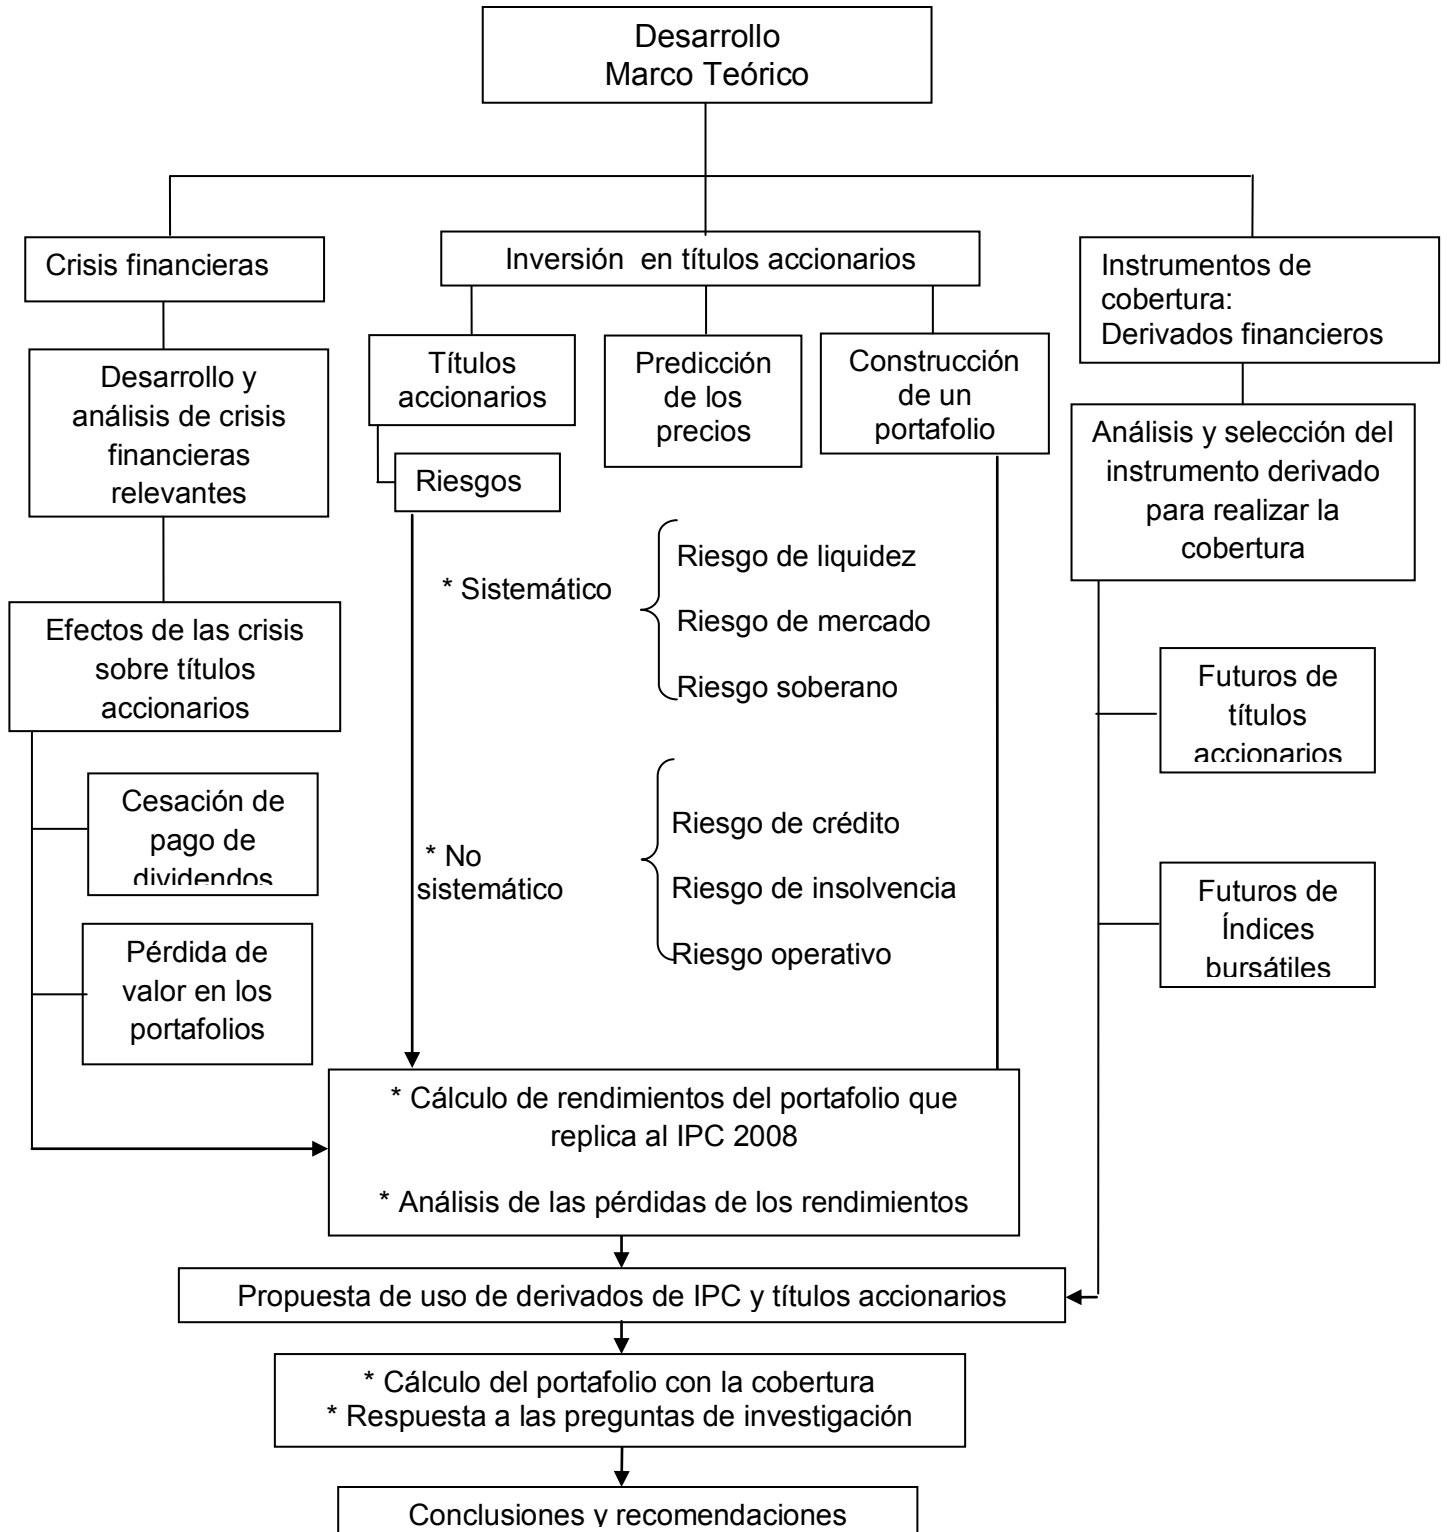 Desarrollo
Marco Teórico
Crisis financieras
Desarrollo y
análisis de crisis
financieras
relevantes
Efectos de las crisis
sobre títulos
accionarios
Cesación de
pago de
dividendos
Pérdida de
valor en los
portafolios
Inversión en títulos accionarios
Títulos
accionarios
Riesgos
Predicción
de los
precios
Construcción
de un
portafolio
* Sistemático
Riesgo de liquidez
Riesgo de mercado
Riesgo soberano
* No
sistemático
Riesgo de crédito
Riesgo de insolvencia
Riesgo operativo
Instrumentos de
cobertura:
Derivados financieros
Análisis y selección del
instrumento derivado
para realizar la
cobertura
Futuros de
títulos
accionarios
Futuros de
Índices
bursátiles
* Cálculo de rendimientos del portafolio que
replica al IPC 2008
* Análisis de las pérdidas de los rendimientos
Propuesta de uso de derivados de IPC y títulos accionarios
* Cálculo del portafolio con la cobertura
* Respuesta a las preguntas de investigación
Conclusiones y recomendaciones